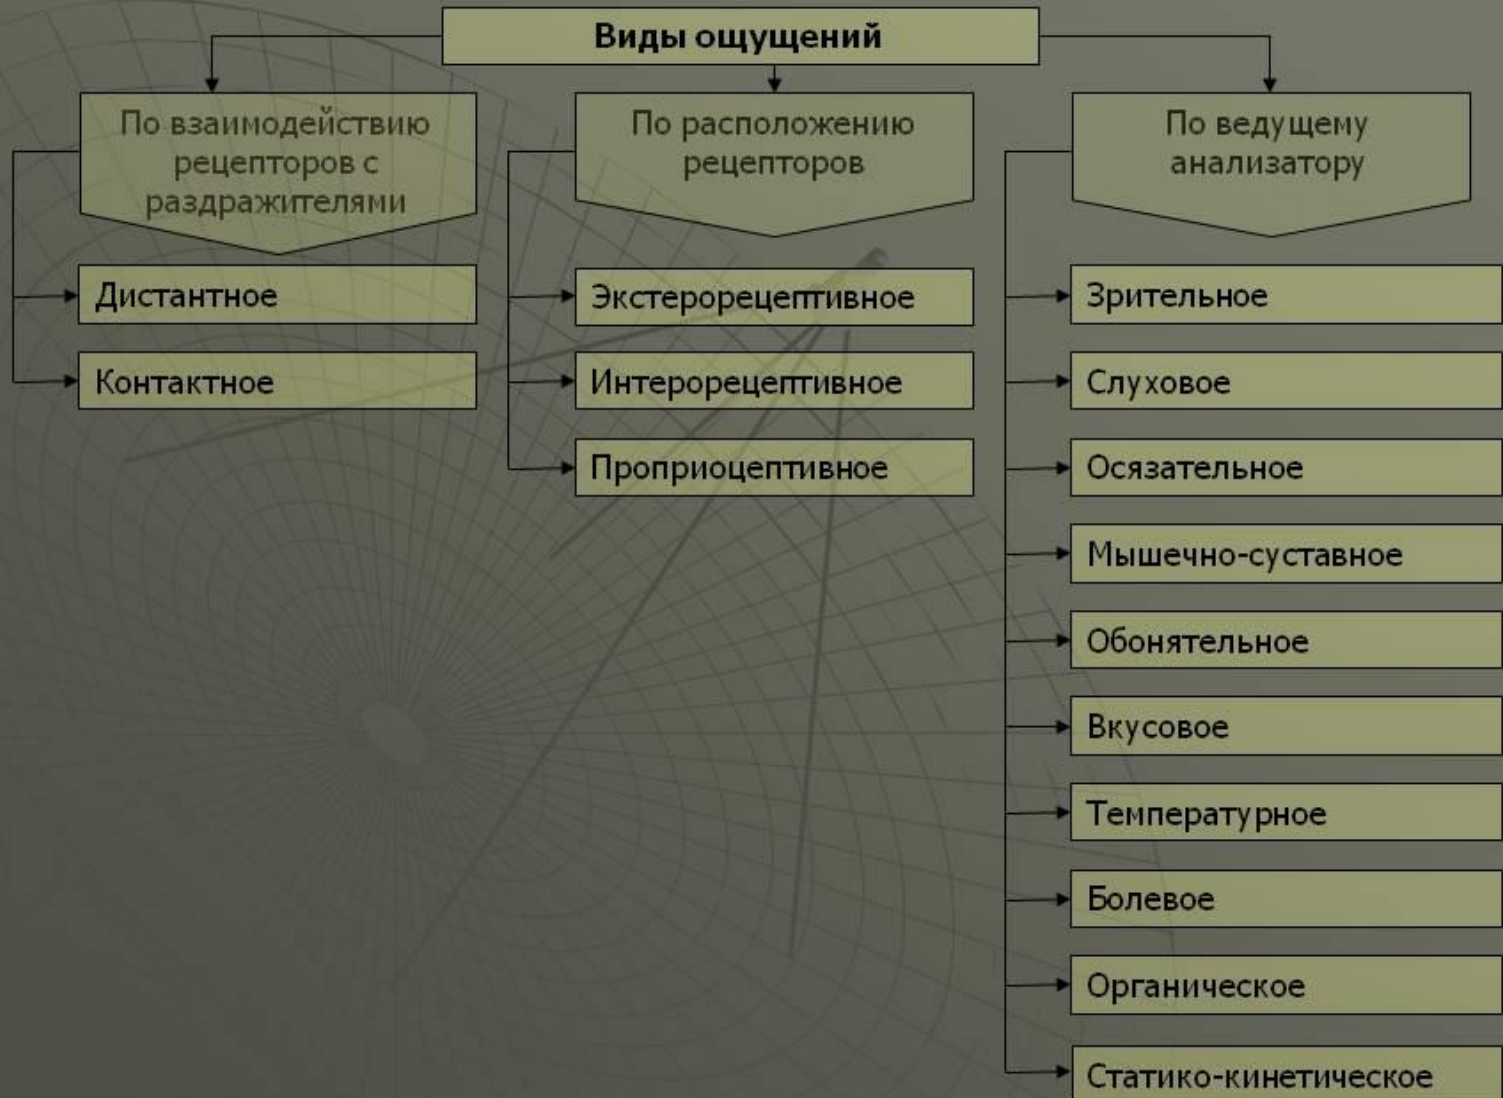 Виды ощущений
По взаимодействию
рецепторов с
раздражителями
Дистантное
Контактное
По расположению
рецепторов
Экстерорецептивное
Интерорецептивное
Проприоцептивное
По ведущему
анализатору
Зрительное
Слуховое
Осязательное
Мышечно-суставное
Обонятельное
Вкусовое
Температурное
Болевое
Органическое
Статико-кинетическое